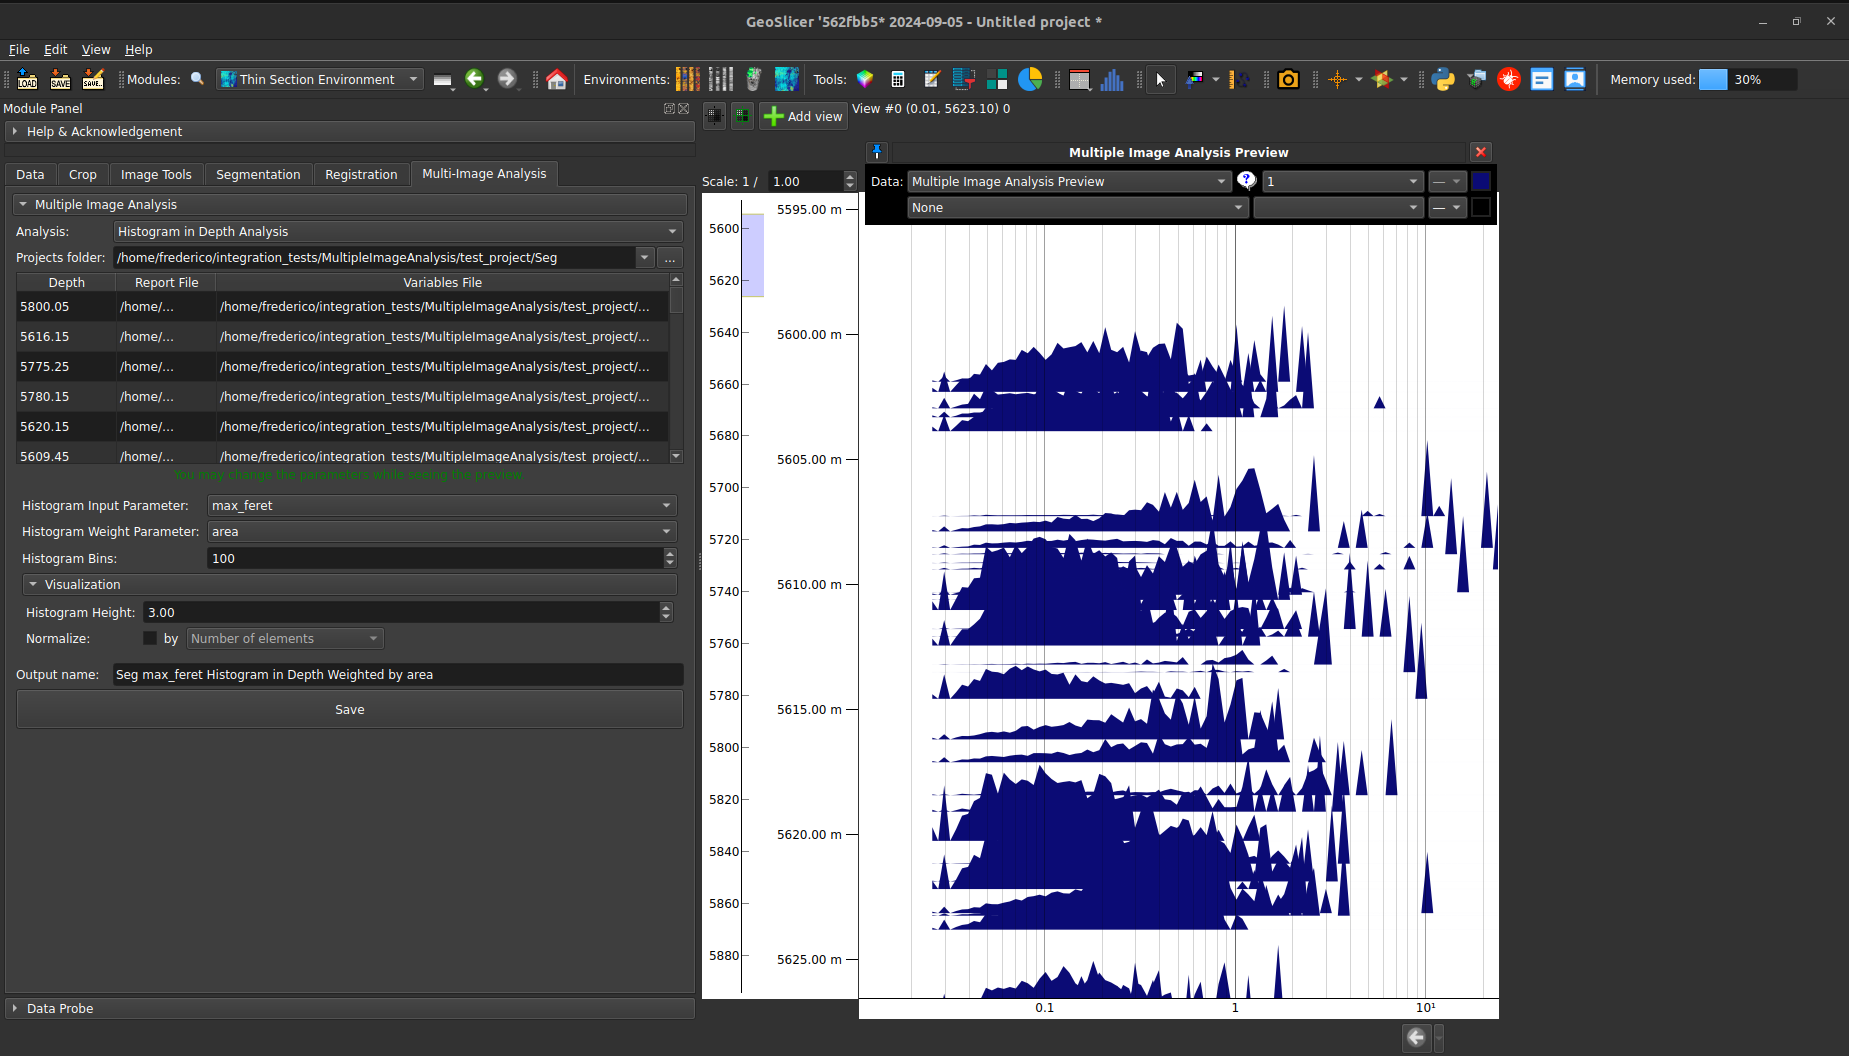 GeoSlicer '562fbb5* 2024-09-05 - Untitled project *
File Edit View Help
LOAD SAVE SAVE.. Modules: Thin Section Environment Environments: Tools: Memory used: 30%
Module Panel
Help & Acknowledgement
Data Crop Image Tools Segmentation Registration Multi-Image Analysis
Multiple Image Analysis
Analysis: Histogram in Depth Analysis
Projects folder: /home/frederico/integration_tests/MultipleImageAnalysis/test_project/Seg ...
Depth Report File Variables File
5800.05 /home/... /home/frederico/integration_tests/MultipleImageAnalysis/test_project/...
5616.15 /home/... /home/frederico/integration_tests/MultipleImageAnalysis/test_project/...
5775.25 /home/... /home/frederico/integration_tests/MultipleImageAnalysis/test_project/...
5780.15 /home/... /home/frederico/integration_tests/MultipleImageAnalysis/test_project/...
5620.15 /home/... /home/frederico/integration_tests/MultipleImageAnalysis/test_project/...
5609.45 /home/... /home/frederico/integration_tests/MultipleImageAnalysis/test_project/...
You may change the parameters while seeing the preview
Histogram Input Parameter: max_feret
Histogram Weight Parameter: area
Histogram Bins: 100
Visualization
Histogram Height: 3.00
Normalize: by Number of elements
Output name: Seg max_feret Histogram in Depth Weighted by area
Save
Data Probe
Add view View #0 (0.01, 5623.10) 0
Multiple Image Analysis Preview
Scale: 1 / 1.00
Data: Multiple Image Analysis Preview ? 1
None
5600
5620
5640
5660
5680
5700
5720
5740
5760
5780
5800
5820
5840
5860
5880
5595.00 m
5600.00 m
5605.00 m
5610.00 m
5615.00 m
5620.00 m
5625.00 m
0.1 1 10¹